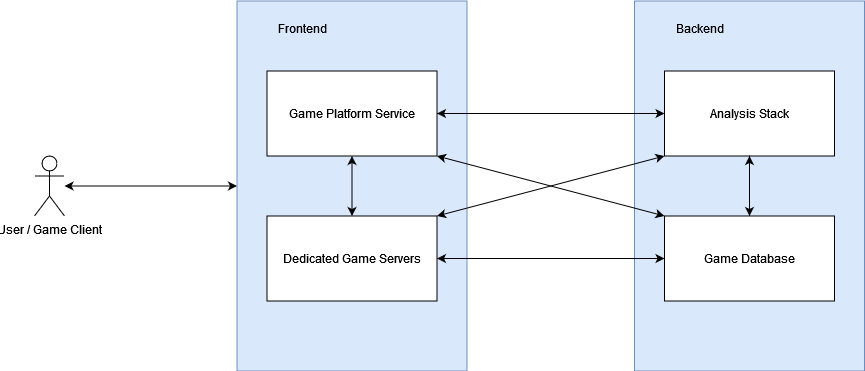 Frontend
Backend
Game Platform Service
Analysis Stack
User / Game Client
Dedicated Game Servers
Game Database